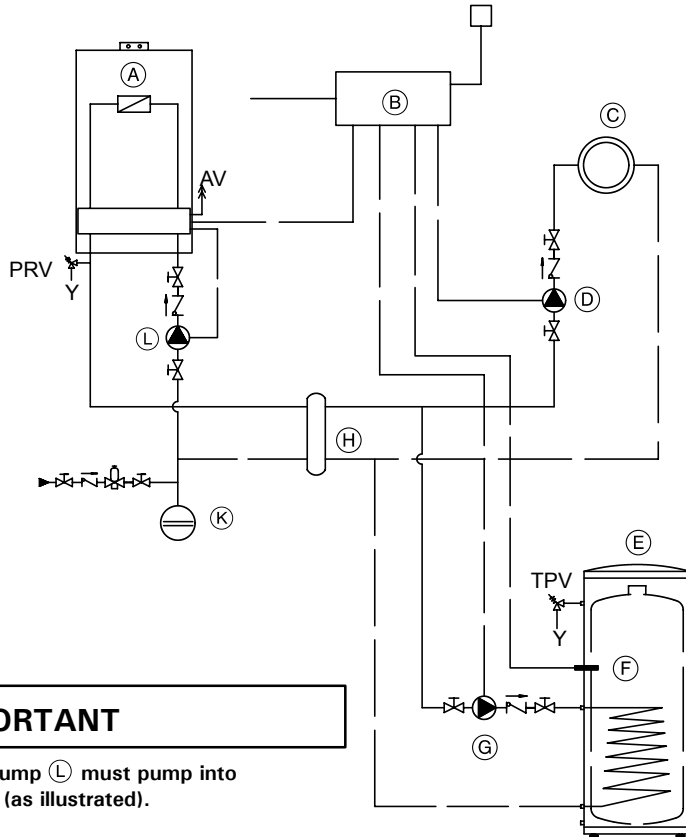 A
B
C
AV
PRV
Y
L
D
H
K
E
TPV
Y
F
G
ORTANT
ump L must pump into
(as illustrated).